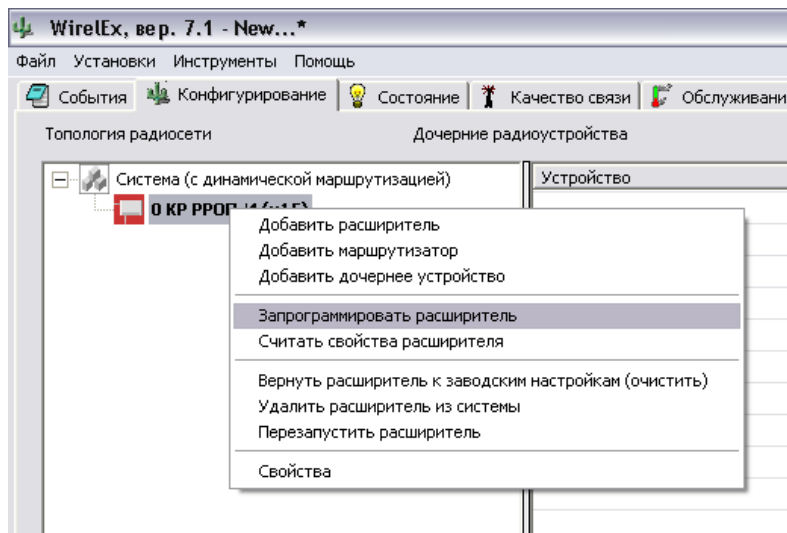 WirelEx, вер. 7.1 - New...*
Файл Установки Инструменты Помощь
События Конфигурирование Состояние Качество связи Обслуживани
Топология радиосети Дочерние радиоустройства
Система (с динамической маршрутизацией) Устройство
0 КР
Добавить расширитель
Добавить маршрутизатор
Добавить дочернее устройство
Запрограммировать расширитель
Считать свойства расширителя
Вернуть расширитель к заводским настройкам (очистить)
Удалить расширитель из системы
Перезапустить расширитель
Свойства